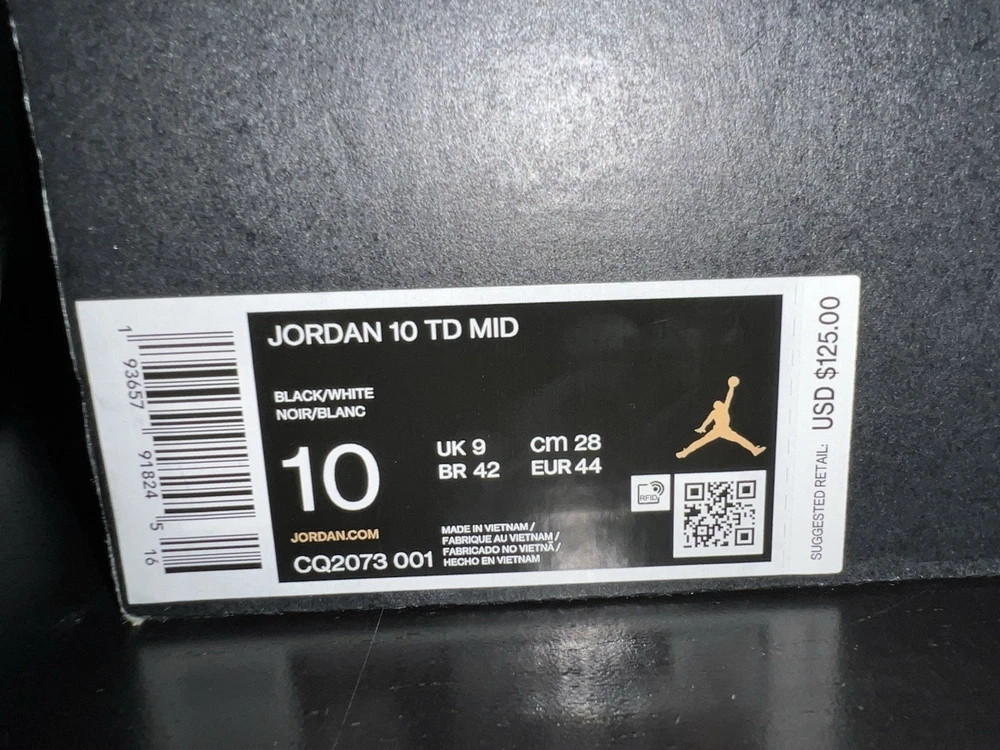 JORDAN 10 TD MID
BLACK/WHITE
NOIR/BLANC
10
UK 9
BR 42
cm 28
EUR 44
RFID
JORDAN.COM
CQ2073 001
MADE IN VIETNAM /
FABRIQUE AU VIETNAM /
FABRICADO NO VIETNÃ /
HECHO EN VIETNAM
1 93657 91824 5 16
SUGGESTED RETAIL: USD $125.00